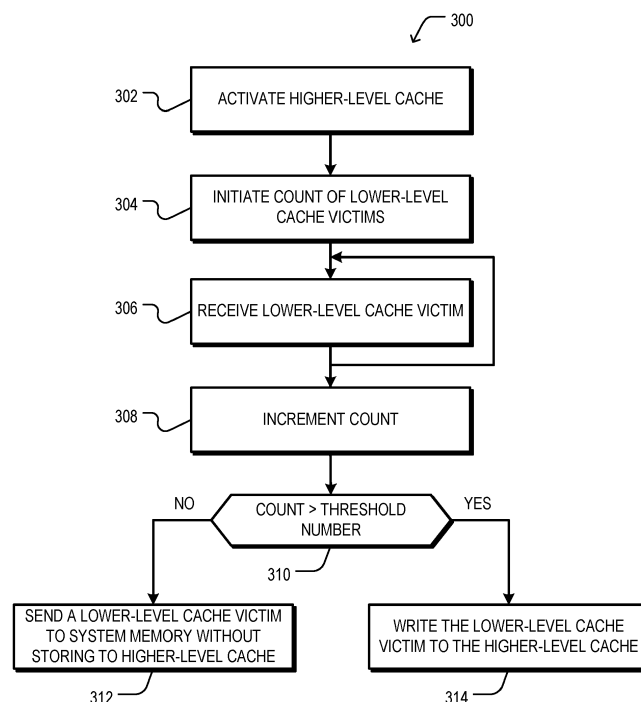 300
302
ACTIVATE HIGHER-LEVEL CACHE
304
INITIATE COUNT OF LOWER-LEVEL
CACHE VICTIMS
306
RECEIVE LOWER-LEVEL CACHE VICTIM
308
INCREMENT COUNT
NO
COUNT > THRESHOLD
NUMBER
YES
310
SEND A LOWER-LEVEL CACHE VICTIM
TO SYSTEM MEMORY WITHOUT
STORING TO HIGHER-LEVEL CACHE
312
WRITE THE LOWER-LEVEL CACHE
VICTIM TO THE HIGHER-LEVEL CACHE
314